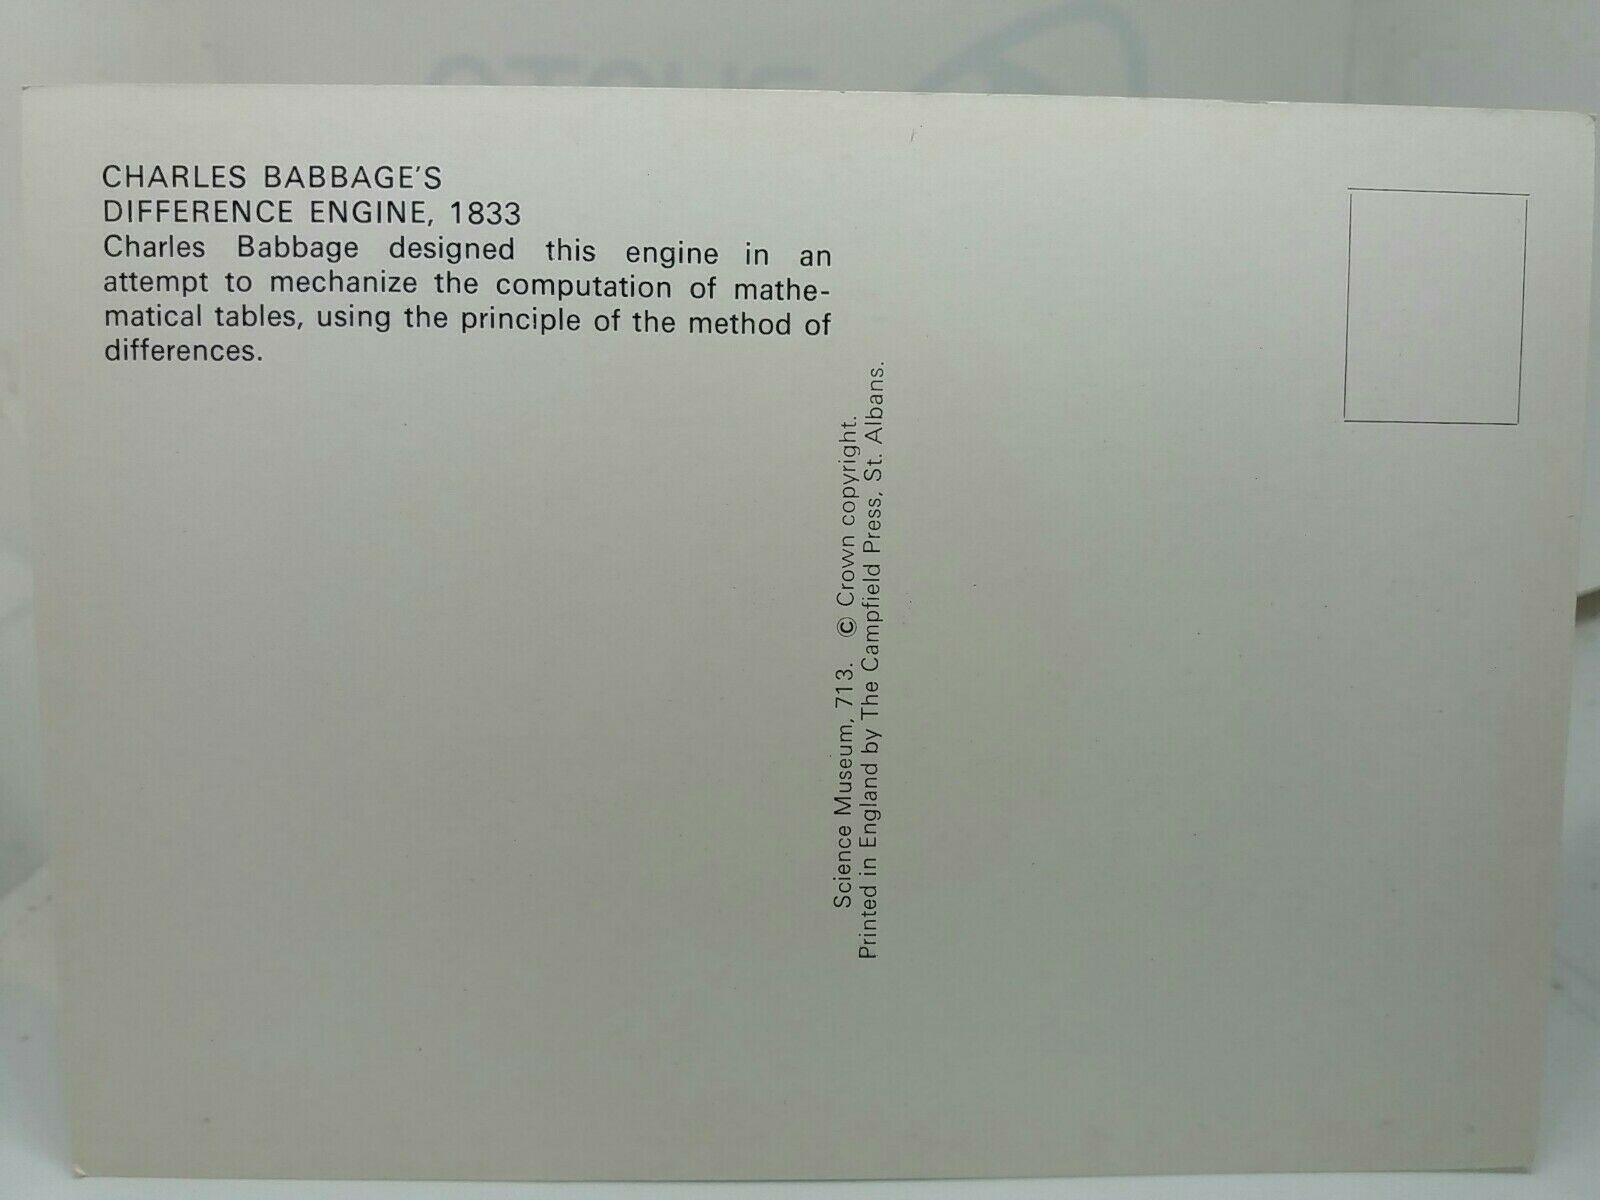 CHARLES BABBAGE'S
DIFFERENCE ENGINE, 1833
Charles Babbage designed this engine in an
attempt to mechanize the computation of mathe-
matical tables, using the principle of the method of
differences.
Science Museum, 713. © Crown copyright.
Printed in England by The Campfield Press, St. Albans.